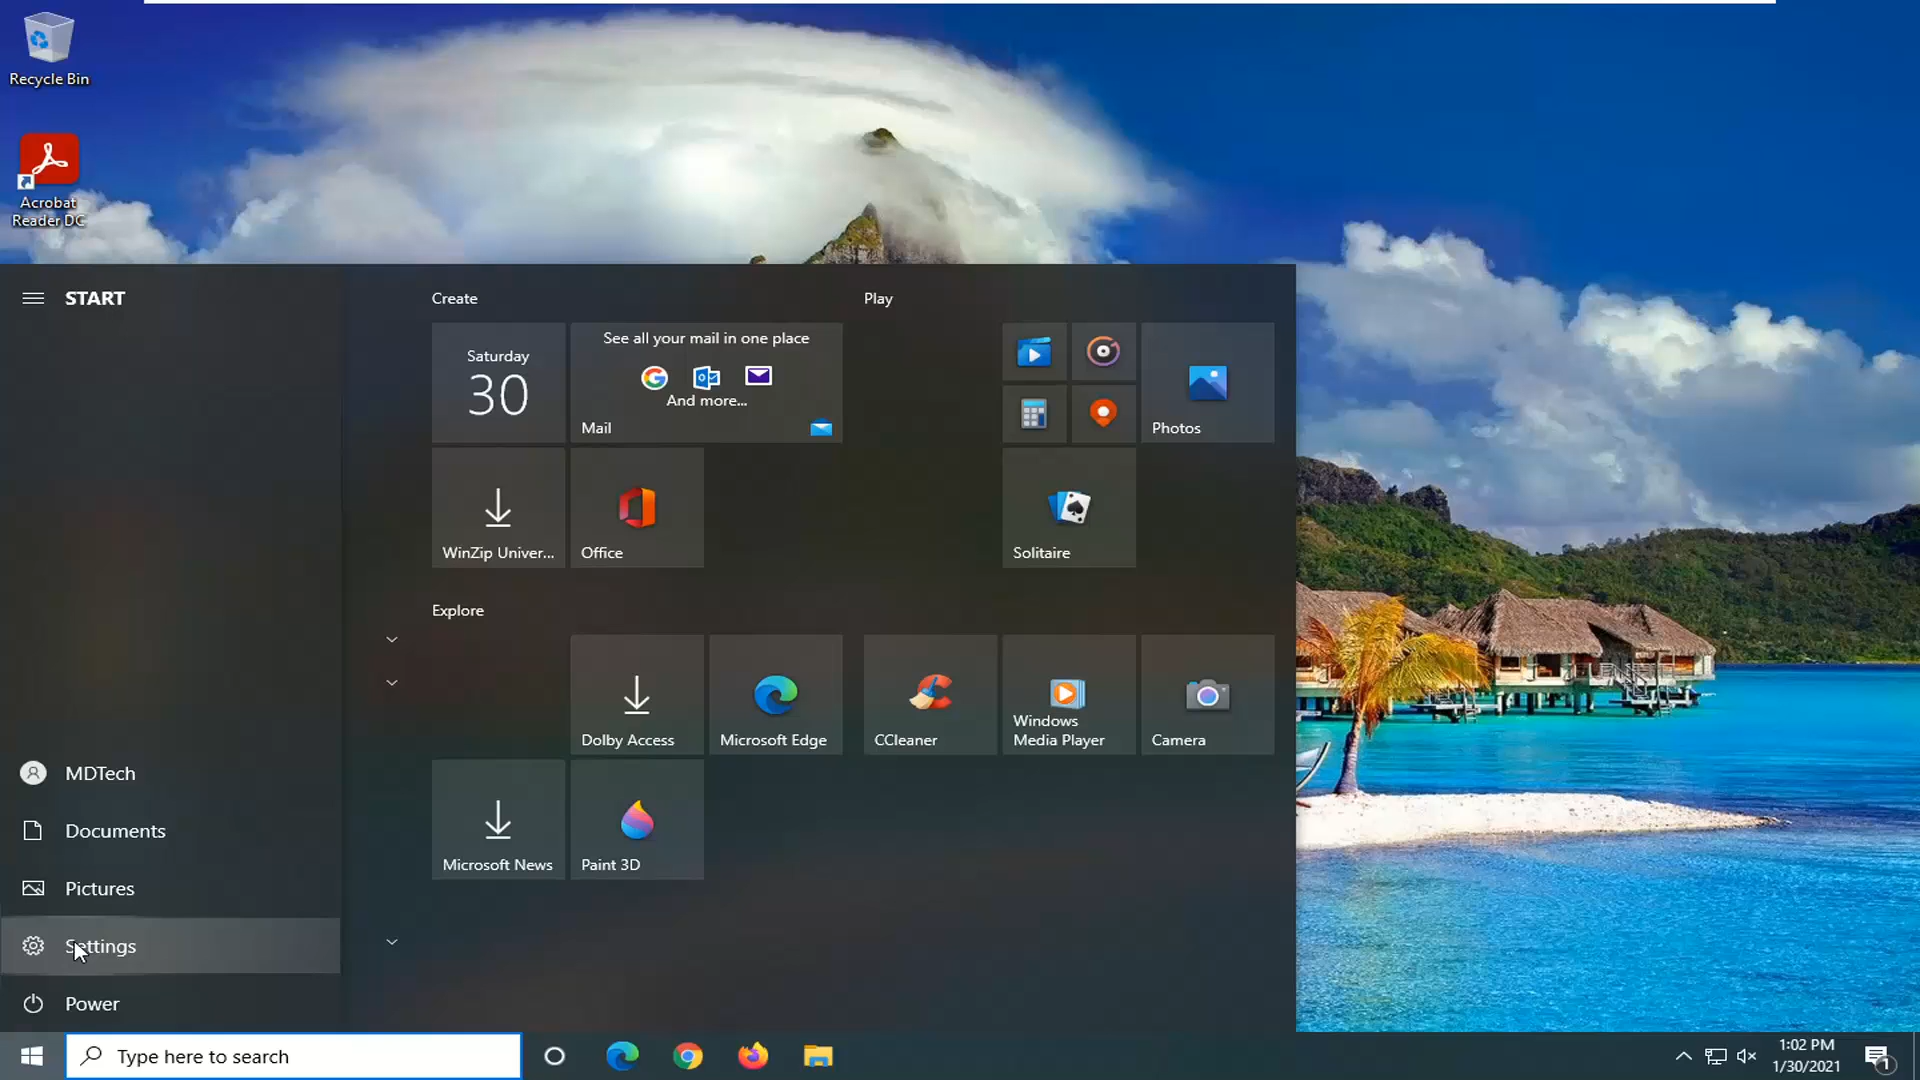 Recycle Bin
Acrobat
Reader DC
START
Create
Play
Saturday
30
See all your mail in one place
And more...
Mail
Photos
WinZip Univer...
Office
Solitaire
Explore
Dolby Access
Microsoft Edge
CCleaner
Windows
Media Player
Camera
Microsoft News
Paint 3D
MDTech
Documents
Pictures
Settings
Power
Type here to search
1:02 PM
1/30/2021
1